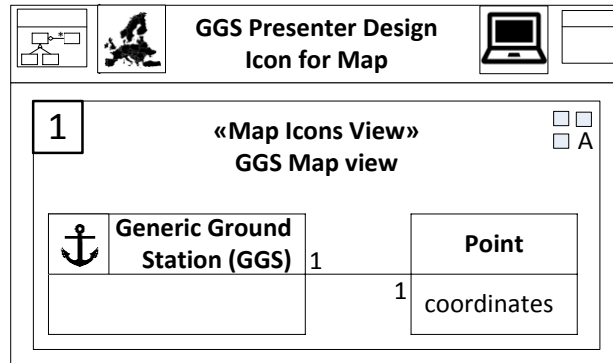 *
GGS Presenter Design
Icon for Map
1
«Map Icons View»
GGS Map view
A
Generic Ground
Station (GGS)
1
Point
1
coordinates